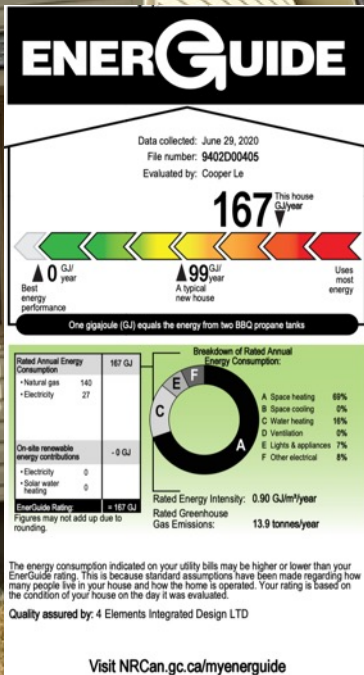 ENERGUIDE
Data collected: June 29, 2020
File number: 9402D00405
Evaluated by: Cooper Le
167 This house GJ/year
0 GJ/year
Best energy performance
99 GJ/year
A typical new house
Uses most energy
One gigajoule (GJ) equals the energy from two BBQ propane tanks
Rated Annual Energy Consumption 167 GJ
• Natural gas 140
• Electricity 27
On-site renewable energy contributions - 0 GJ
• Electricity 0
• Solar water heating 0
EnerGuide Rating: = 167 GJ
Figures may not add up due to rounding.
Breakdown of Rated Annual Energy Consumption:
A
C
E
F
A Space heating 69%
B Space cooling 0%
C Water heating 16%
D Ventilation 0%
E Lights & appliances 7%
F Other electrical 8%
Rated Energy Intensity: 0.90 GJ/m²/year
Rated Greenhouse Gas Emissions: 13.9 tonnes/year
The energy consumption indicated on your utility bills may be higher or lower than your
EnerGuide rating. This is because standard assumptions have been made regarding how
many people live in your house and how the home is operated. Your rating is based on
the condition of your house on the day it was evaluated.
Quality assured by: 4 Elements Integrated Design LTD
Visit NRCan.gc.ca/myenerguide